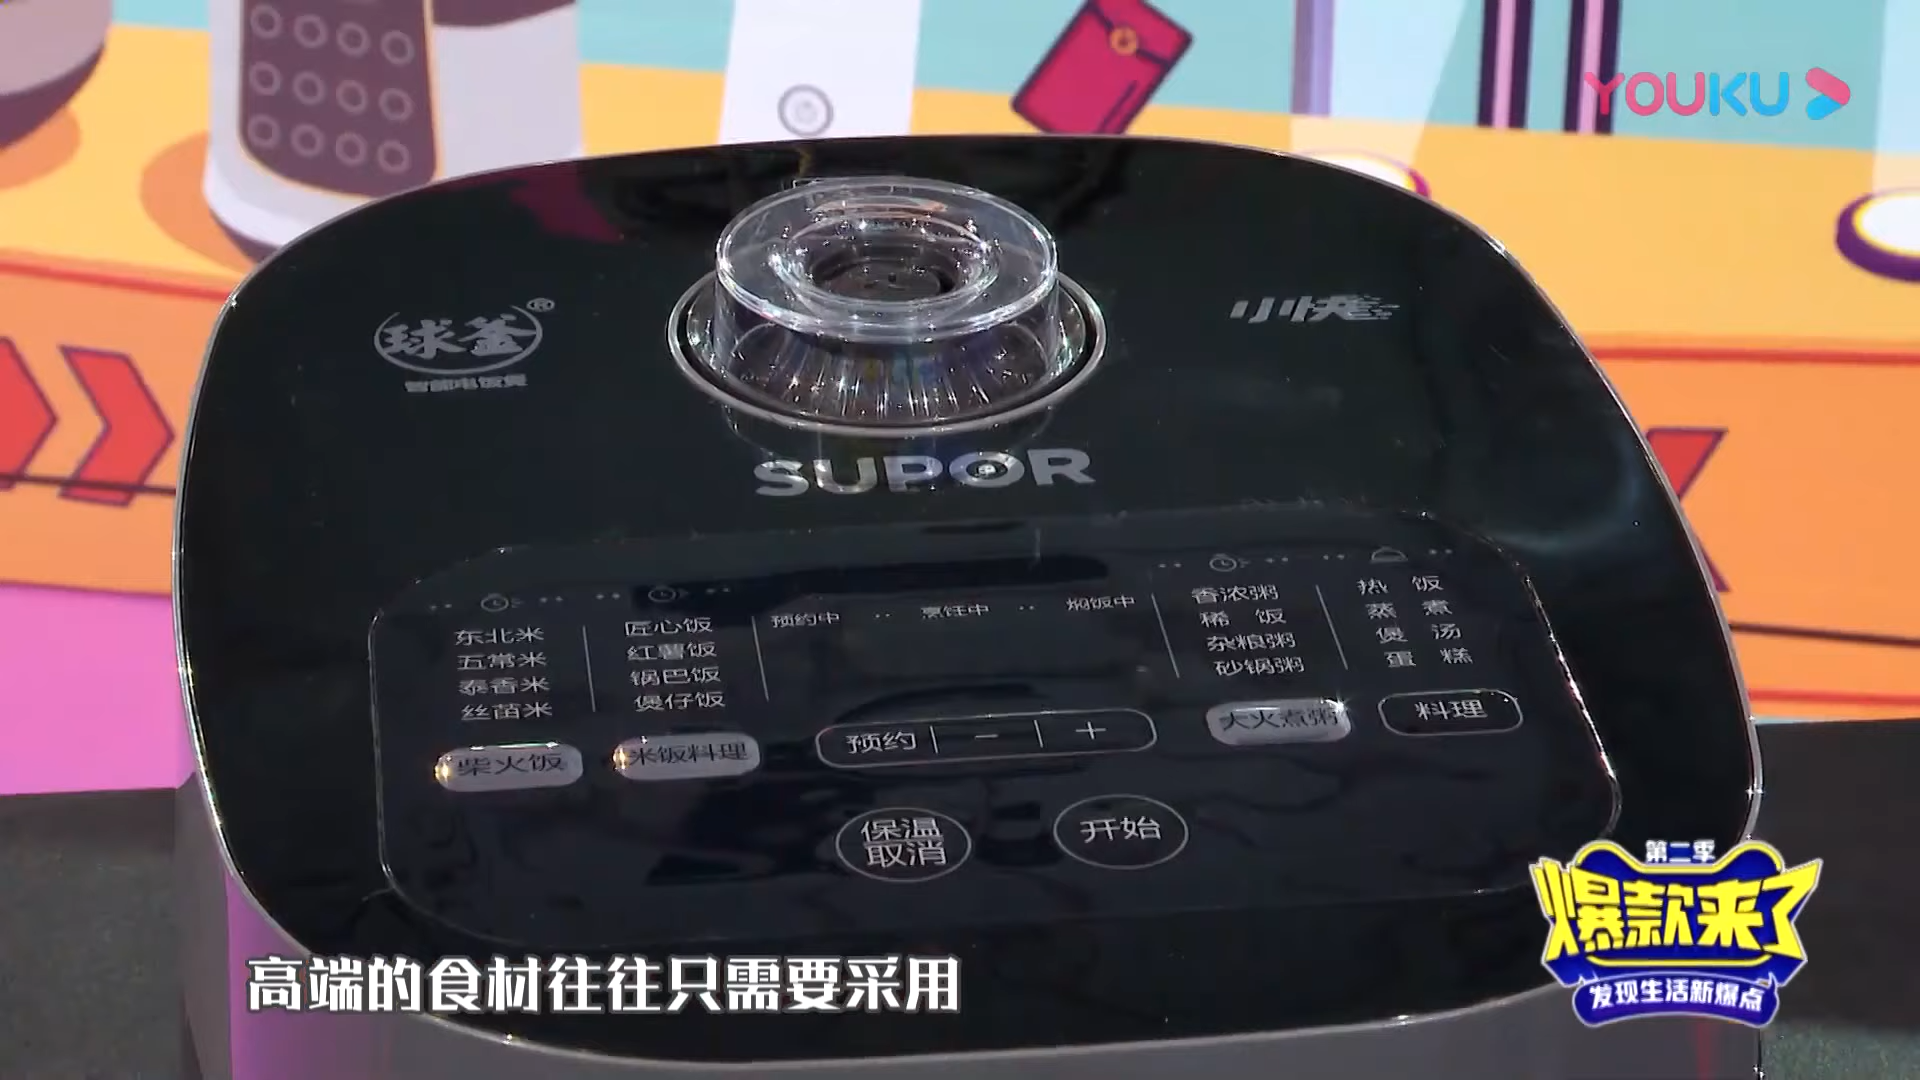 YOUKU
球釜®
智能电饭煲
小快
SUPOR
东北米
五常米
泰香米
丝苗米
柴火饭
匠心饭
红薯饭
锅巴饭
煲仔饭
米饭料理
预约中
烹饪中
焖饭中
预约 － ＋
保温
取消
开始
香浓粥
稀 饭
杂粮粥
砂锅粥
大火煮粥
热 饭
蒸 煮
煲 汤
蛋 糕
料理
高端的食材往往只需要采用
第二季
爆款来了
发现生活新爆点